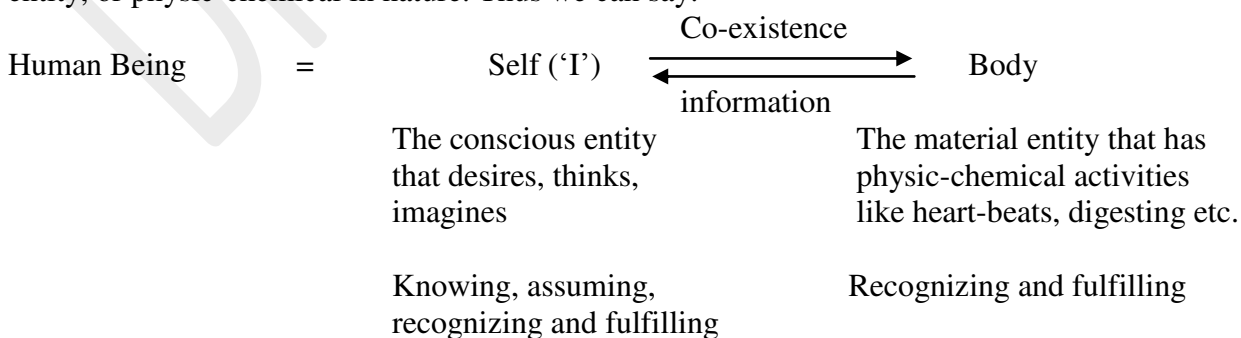 entity, or physic-chemical in nature. Thus we can say:
Co-existence
Human Being = Self (‘I’) Body
information
The conscious entity The material entity that has
that desires, thinks, physic-chemical activities
imagines like heart-beats, digesting etc.
Knowing, assuming, Recognizing and fulfilling
recognizing and fulfilling